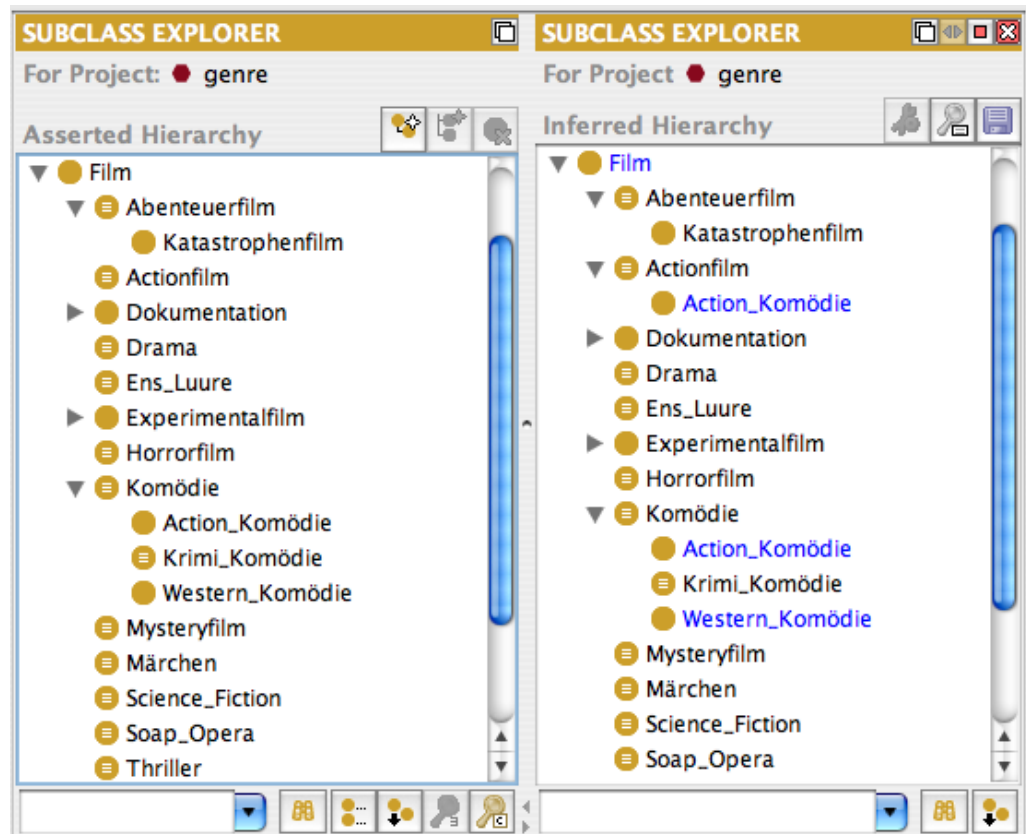 SUBCLASS EXPLORER
For Project: genre
Asserted Hierarchy
Film
Abenteuerfilm
Katastrophenfilm
Actionfilm
Dokumentation
Drama
Ens_Luure
Experimentalfilm
Horrorfilm
Komödie
Action_Komödie
Krimi_Komödie
Western_Komödie
Mysteryfilm
Märchen
Science_Fiction
Soap_Opera
Thriller
SUBCLASS EXPLORER
For Project genre
Inferred Hierarchy
Film
Abenteuerfilm
Katastrophenfilm
Actionfilm
Action_Komödie
Dokumentation
Drama
Ens_Luure
Experimentalfilm
Horrorfilm
Komödie
Action_Komödie
Krimi_Komödie
Western_Komödie
Mysteryfilm
Märchen
Science_Fiction
Soap_Opera